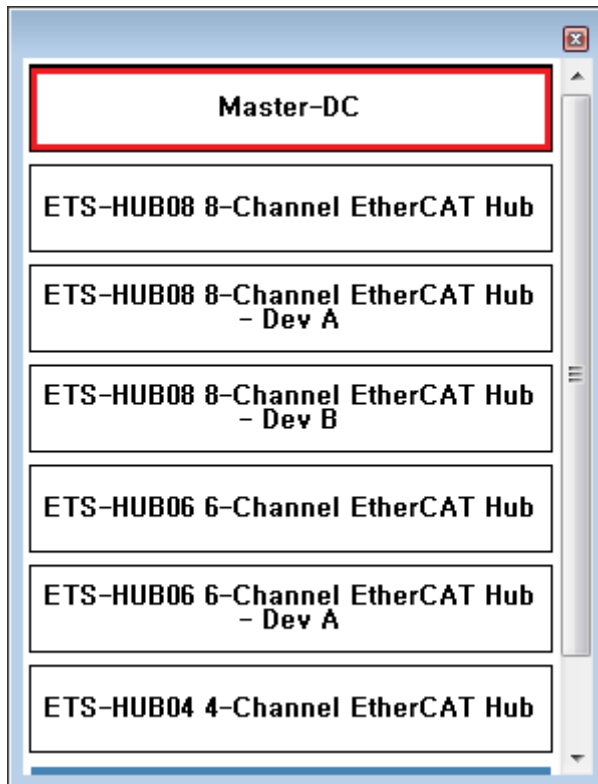 Master-DC
ETS-HUB08 8-Channel EtherCAT Hub
ETS-HUB08 8-Channel EtherCAT Hub
- Dev A
ETS-HUB08 8-Channel EtherCAT Hub
- Dev B
ETS-HUB06 6-Channel EtherCAT Hub
ETS-HUB06 6-Channel EtherCAT Hub
- Dev A
ETS-HUB04 4-Channel EtherCAT Hub